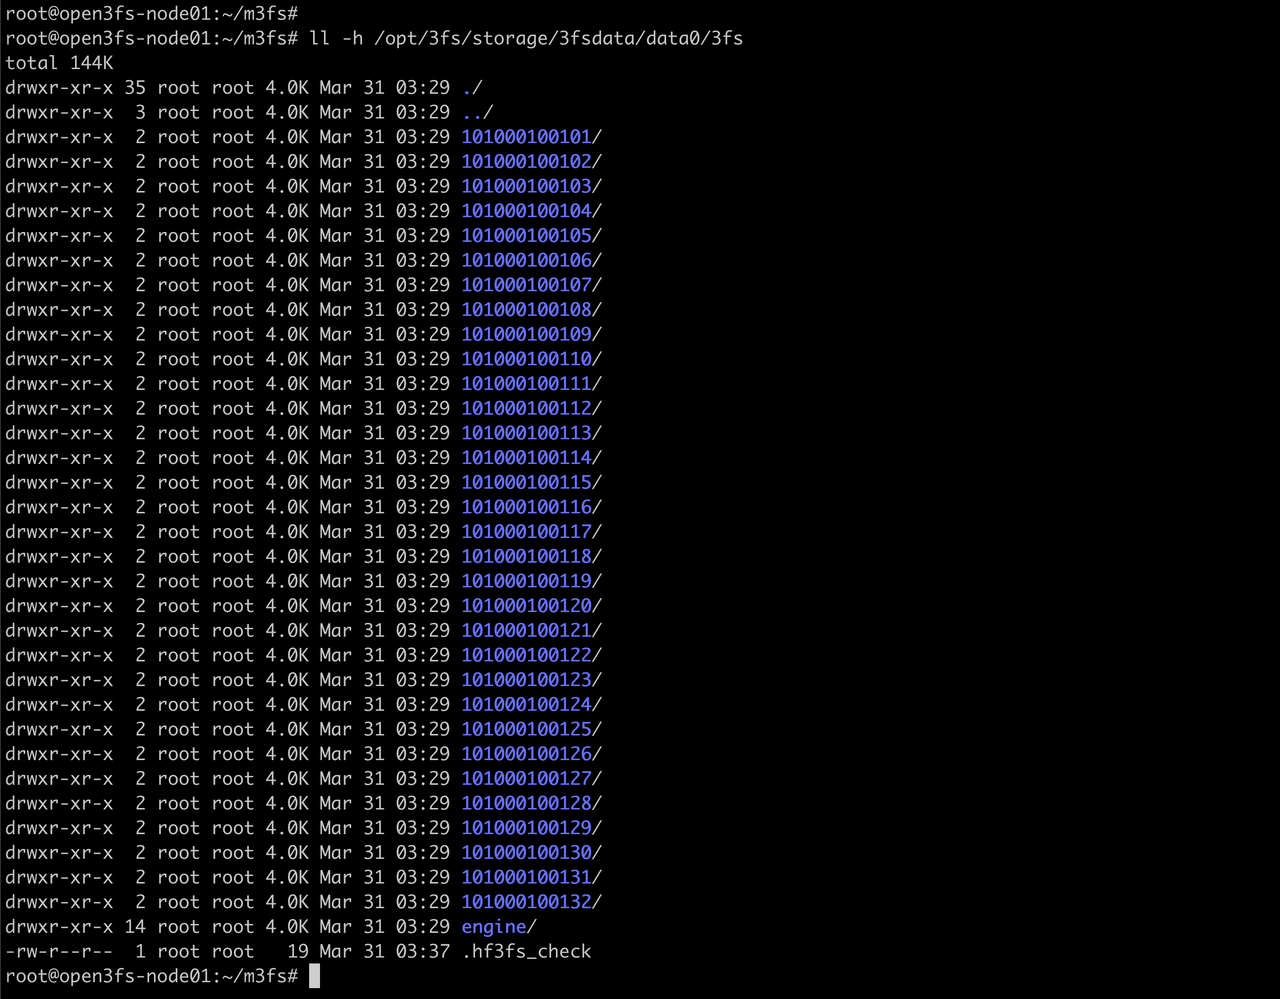 root@open3fs-node01:~/m3fs#
root@open3fs-node01:~/m3fs# ll -h /opt/3fs/storage/3fsdata/data0/3fs
total 144K
drwxr-xr-x 35 root root 4.0K Mar 31 03:29 ./
drwxr-xr-x  3 root root 4.0K Mar 31 03:29 ../
drwxr-xr-x  2 root root 4.0K Mar 31 03:29 101000100101/
drwxr-xr-x  2 root root 4.0K Mar 31 03:29 101000100102/
drwxr-xr-x  2 root root 4.0K Mar 31 03:29 101000100103/
drwxr-xr-x  2 root root 4.0K Mar 31 03:29 101000100104/
drwxr-xr-x  2 root root 4.0K Mar 31 03:29 101000100105/
drwxr-xr-x  2 root root 4.0K Mar 31 03:29 101000100106/
drwxr-xr-x  2 root root 4.0K Mar 31 03:29 101000100107/
drwxr-xr-x  2 root root 4.0K Mar 31 03:29 101000100108/
drwxr-xr-x  2 root root 4.0K Mar 31 03:29 101000100109/
drwxr-xr-x  2 root root 4.0K Mar 31 03:29 101000100110/
drwxr-xr-x  2 root root 4.0K Mar 31 03:29 101000100111/
drwxr-xr-x  2 root root 4.0K Mar 31 03:29 101000100112/
drwxr-xr-x  2 root root 4.0K Mar 31 03:29 101000100113/
drwxr-xr-x  2 root root 4.0K Mar 31 03:29 101000100114/
drwxr-xr-x  2 root root 4.0K Mar 31 03:29 101000100115/
drwxr-xr-x  2 root root 4.0K Mar 31 03:29 101000100116/
drwxr-xr-x  2 root root 4.0K Mar 31 03:29 101000100117/
drwxr-xr-x  2 root root 4.0K Mar 31 03:29 101000100118/
drwxr-xr-x  2 root root 4.0K Mar 31 03:29 101000100119/
drwxr-xr-x  2 root root 4.0K Mar 31 03:29 101000100120/
drwxr-xr-x  2 root root 4.0K Mar 31 03:29 101000100121/
drwxr-xr-x  2 root root 4.0K Mar 31 03:29 101000100122/
drwxr-xr-x  2 root root 4.0K Mar 31 03:29 101000100123/
drwxr-xr-x  2 root root 4.0K Mar 31 03:29 101000100124/
drwxr-xr-x  2 root root 4.0K Mar 31 03:29 101000100125/
drwxr-xr-x  2 root root 4.0K Mar 31 03:29 101000100126/
drwxr-xr-x  2 root root 4.0K Mar 31 03:29 101000100127/
drwxr-xr-x  2 root root 4.0K Mar 31 03:29 101000100128/
drwxr-xr-x  2 root root 4.0K Mar 31 03:29 101000100129/
drwxr-xr-x  2 root root 4.0K Mar 31 03:29 101000100130/
drwxr-xr-x  2 root root 4.0K Mar 31 03:29 101000100131/
drwxr-xr-x  2 root root 4.0K Mar 31 03:29 101000100132/
drwxr-xr-x 14 root root 4.0K Mar 31 03:29 engine/
-rw-r--r--  1 root root   19 Mar 31 03:37 .hf3fs_check
root@open3fs-node01:~/m3fs#